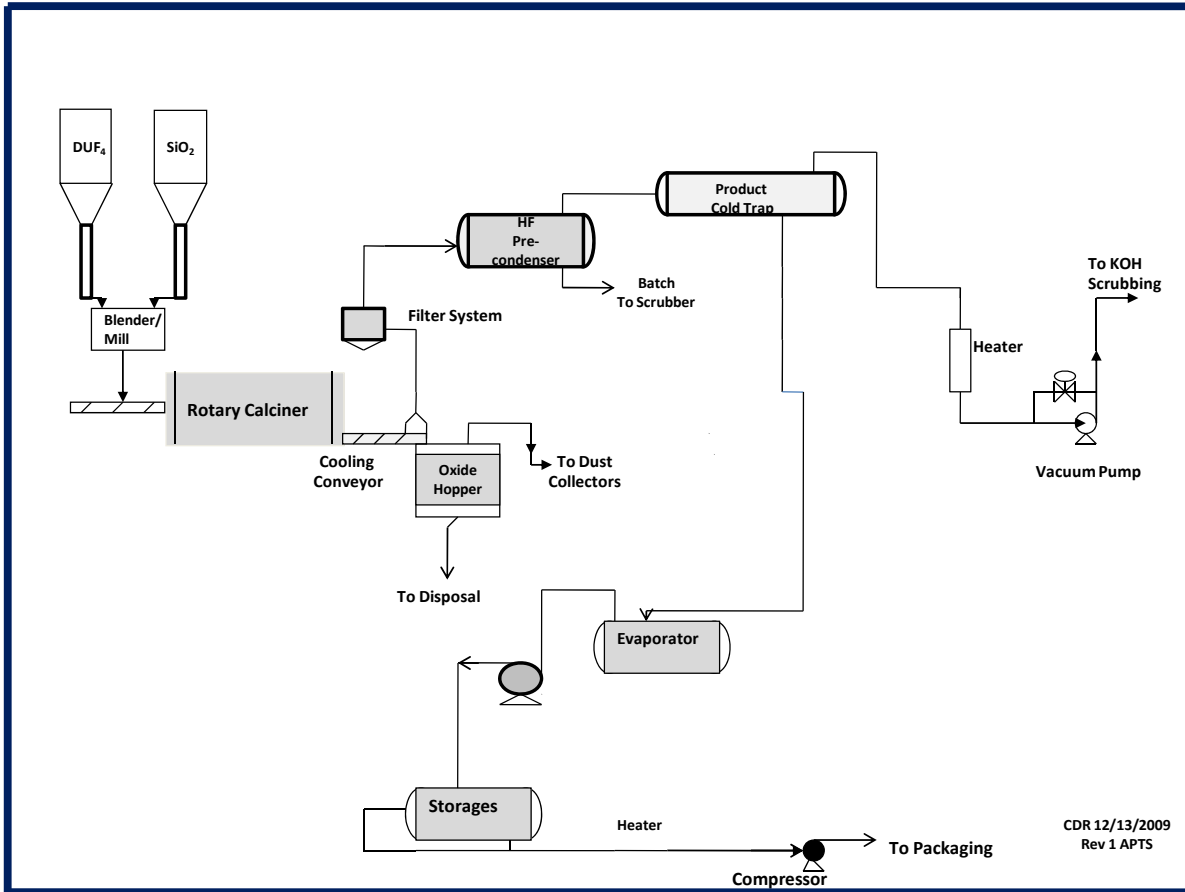 DUF₄
SiO₂
Blender/
Mill
Rotary Calciner
Cooling
Conveyor
Filter System
HF
Pre-
condenser
Batch
To Scrubber
Product
Cold Trap
Heater
To KOH
Scrubbing
Vacuum Pump
Oxide
Hopper
To Dust
Collectors
To Disposal
Evaporator
Storages
Heater
Compressor
To Packaging
CDR 12/13/2009
Rev 1 APTS